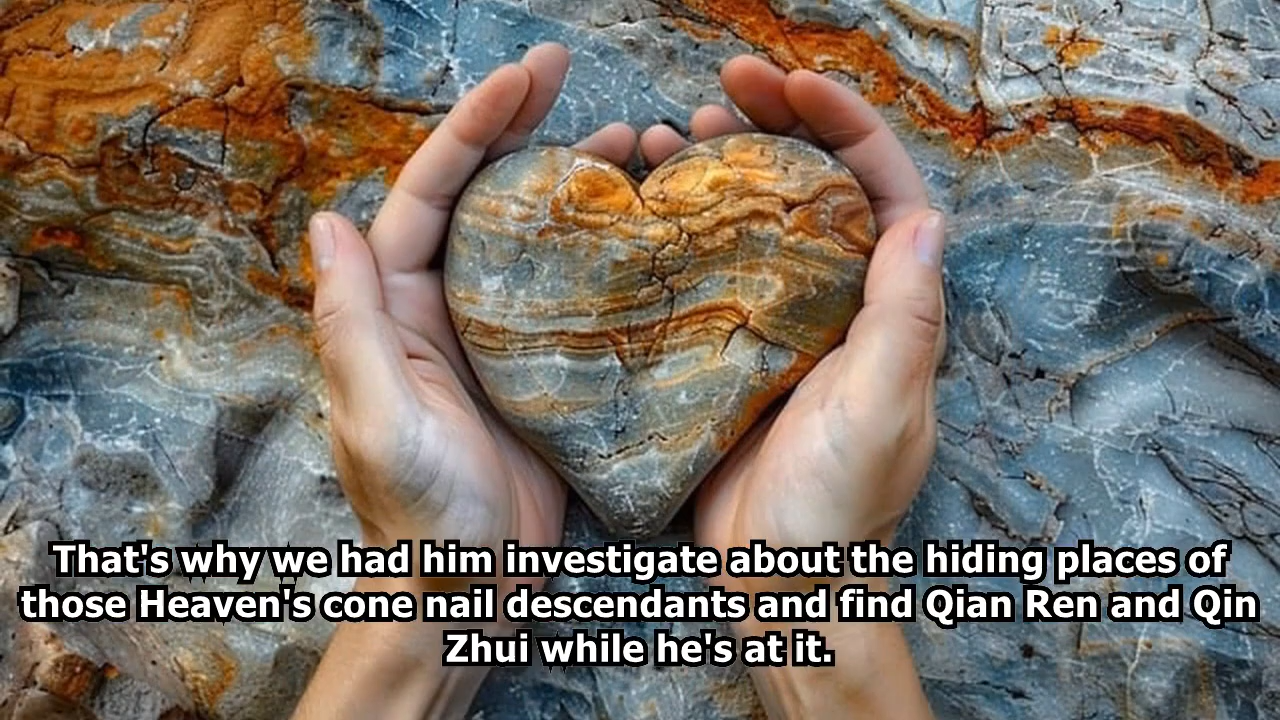 That's why we had him investigate about the hiding places of
those Heaven's cone nail descendants and find Qian Ren and Qin
Zhui while he's at it.